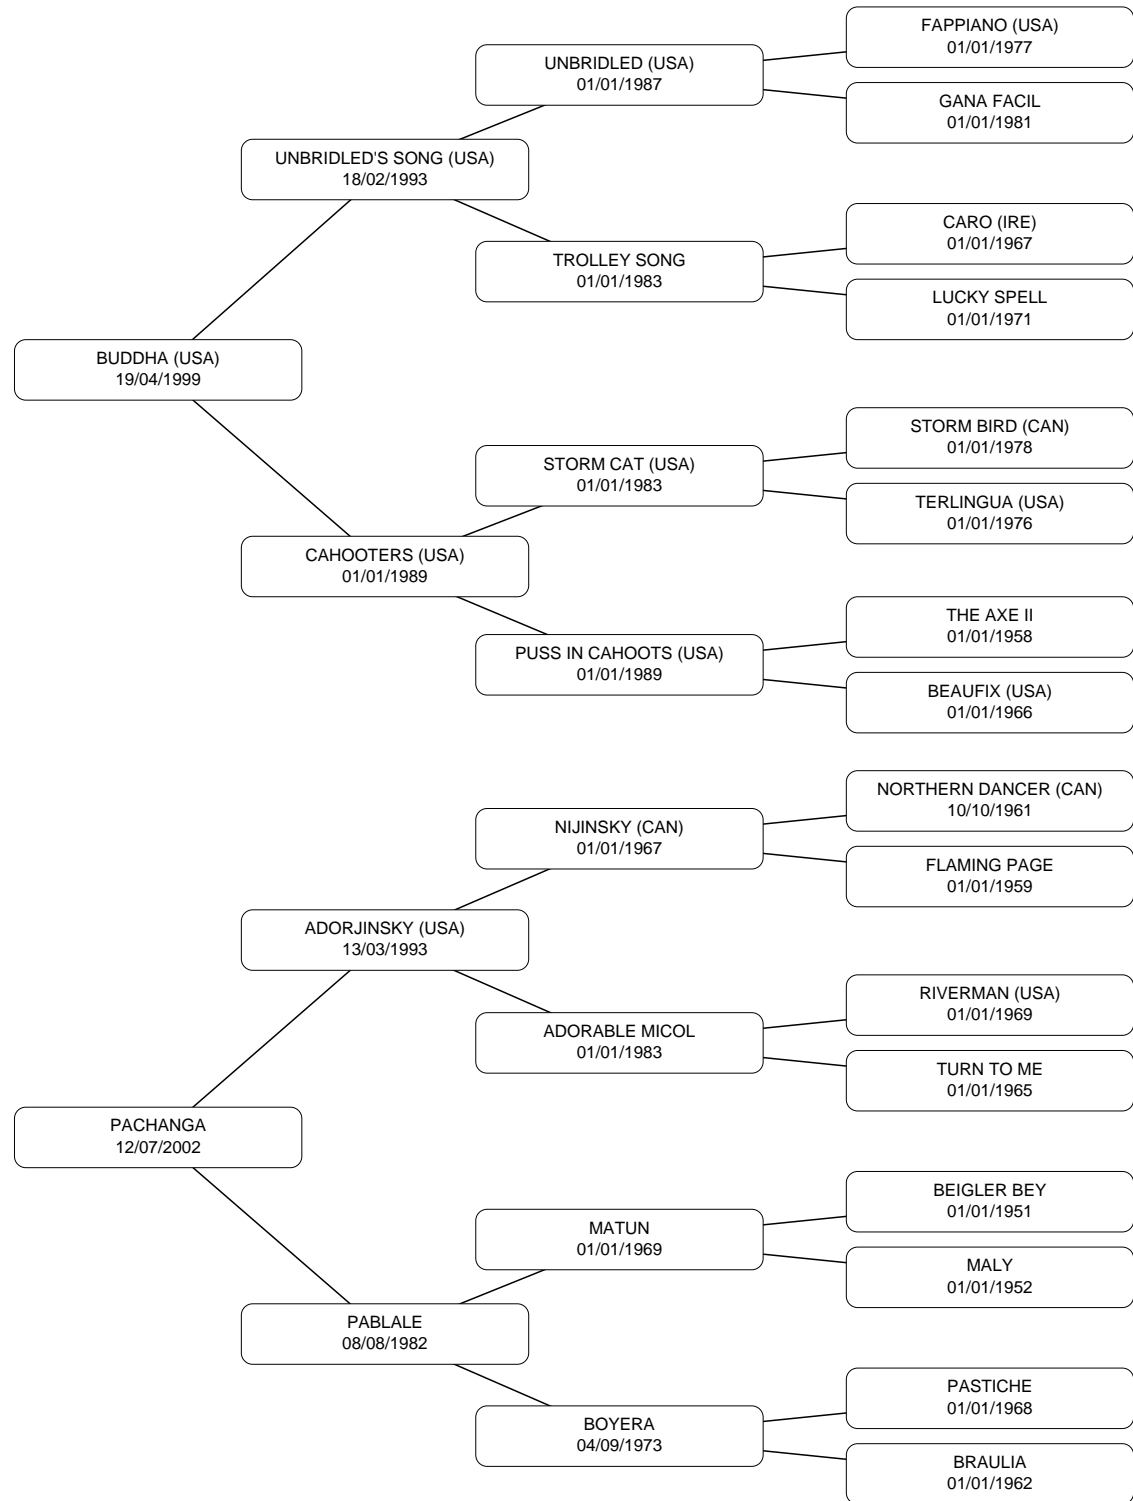 FAPPIANO (USA)
01/01/1977
UNBRIDLED (USA)
01/01/1987
GANA FACIL
01/01/1981
UNBRIDLED'S SONG (USA)
18/02/1993
CARO (IRE)
01/01/1967
TROLLEY SONG
01/01/1983
LUCKY SPELL
01/01/1971
BUDDHA (USA)
19/04/1999
STORM BIRD (CAN)
01/01/1978
STORM CAT (USA)
01/01/1983
TERLINGUA (USA)
01/01/1976
CAHOOTERS (USA)
01/01/1989
THE AXE II
01/01/1958
PUSS IN CAHOOTS (USA)
01/01/1989
BEAUFIX (USA)
01/01/1966
NORTHERN DANCER (CAN)
10/10/1961
NIJINSKY (CAN)
01/01/1967
FLAMING PAGE
01/01/1959
ADORJINSKY (USA)
13/03/1993
RIVERMAN (USA)
01/01/1969
ADORABLE MICOL
01/01/1983
TURN TO ME
01/01/1965
PACHANGA
12/07/2002
BEIGLER BEY
01/01/1951
MATUN
01/01/1969
MALY
01/01/1952
PABLALE
08/08/1982
PASTICHE
01/01/1968
BOYERA
04/09/1973
BRAULIA
01/01/1962